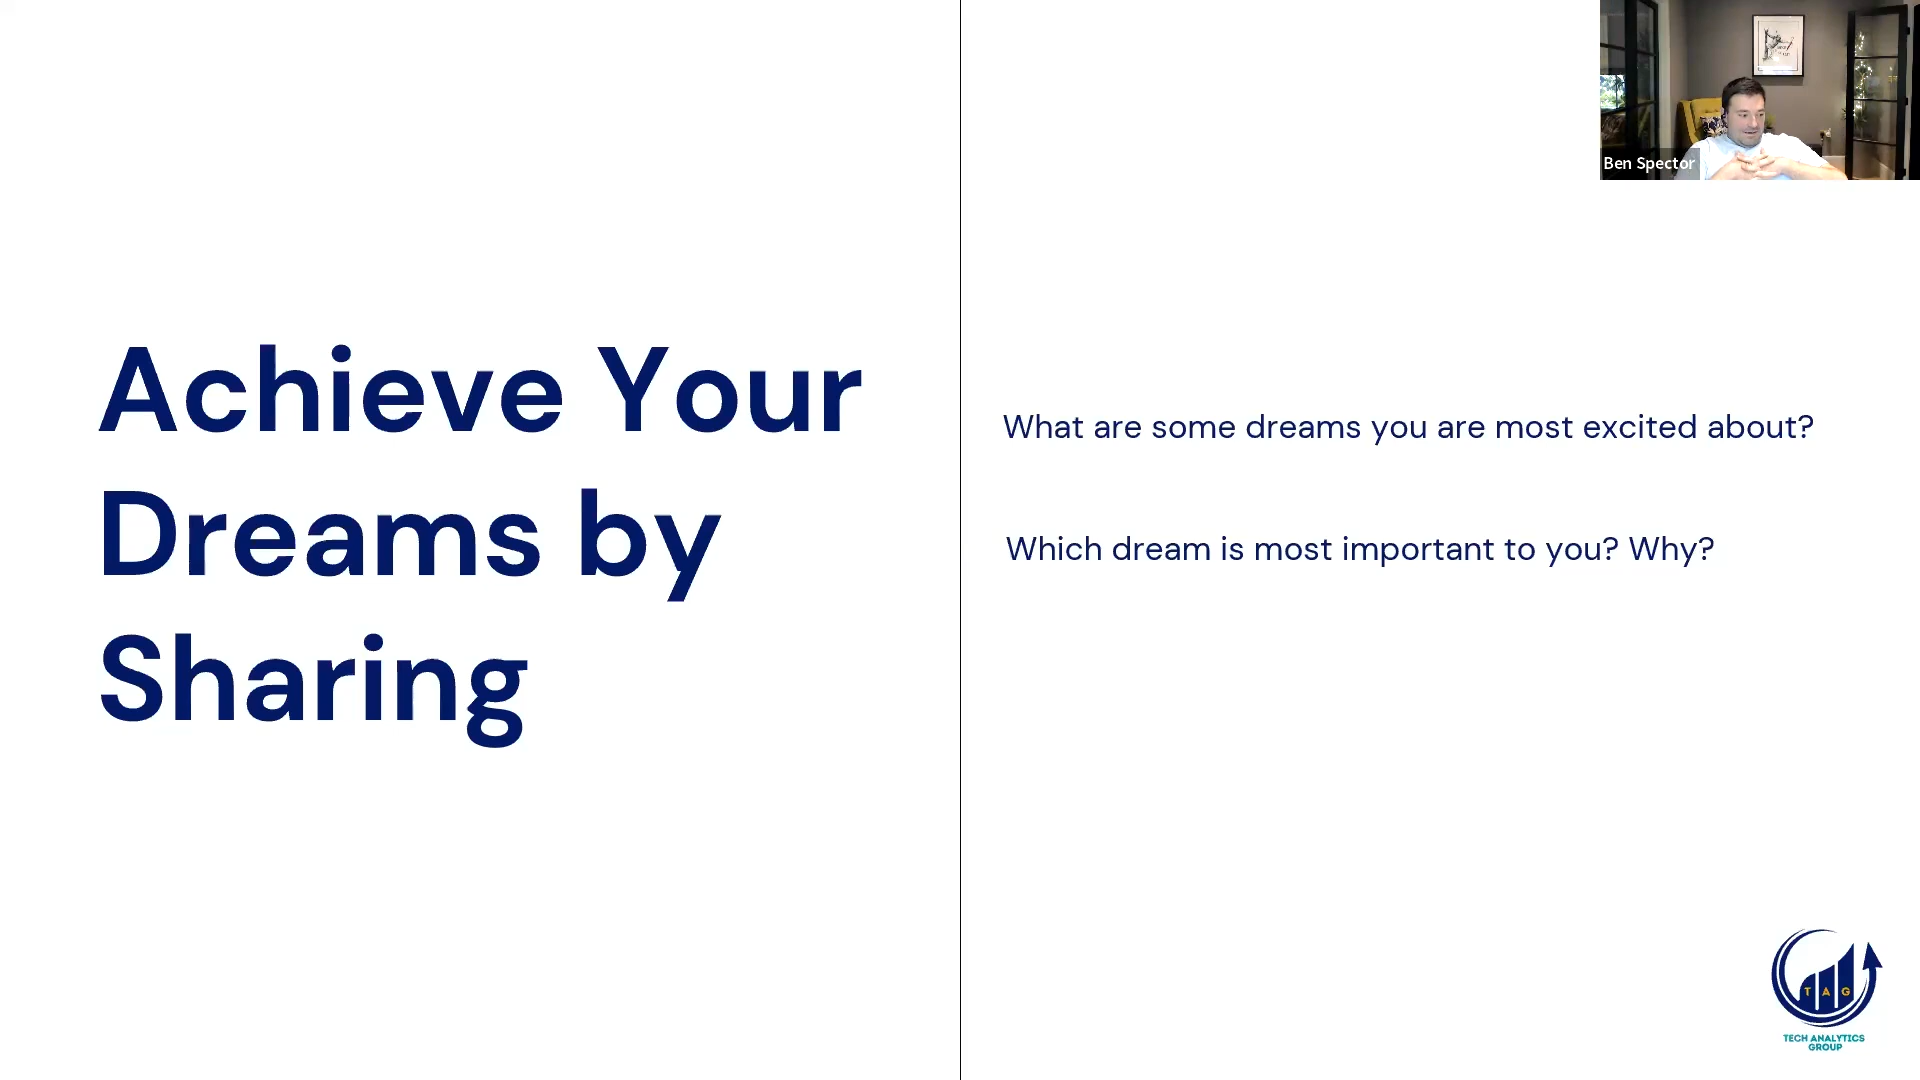 Achieve Your
Dreams by
Sharing
What are some dreams you are most excited about?
Which dream is most important to you? Why?
Ben Spector
T A G
TECH ANALYTICS
GROUP